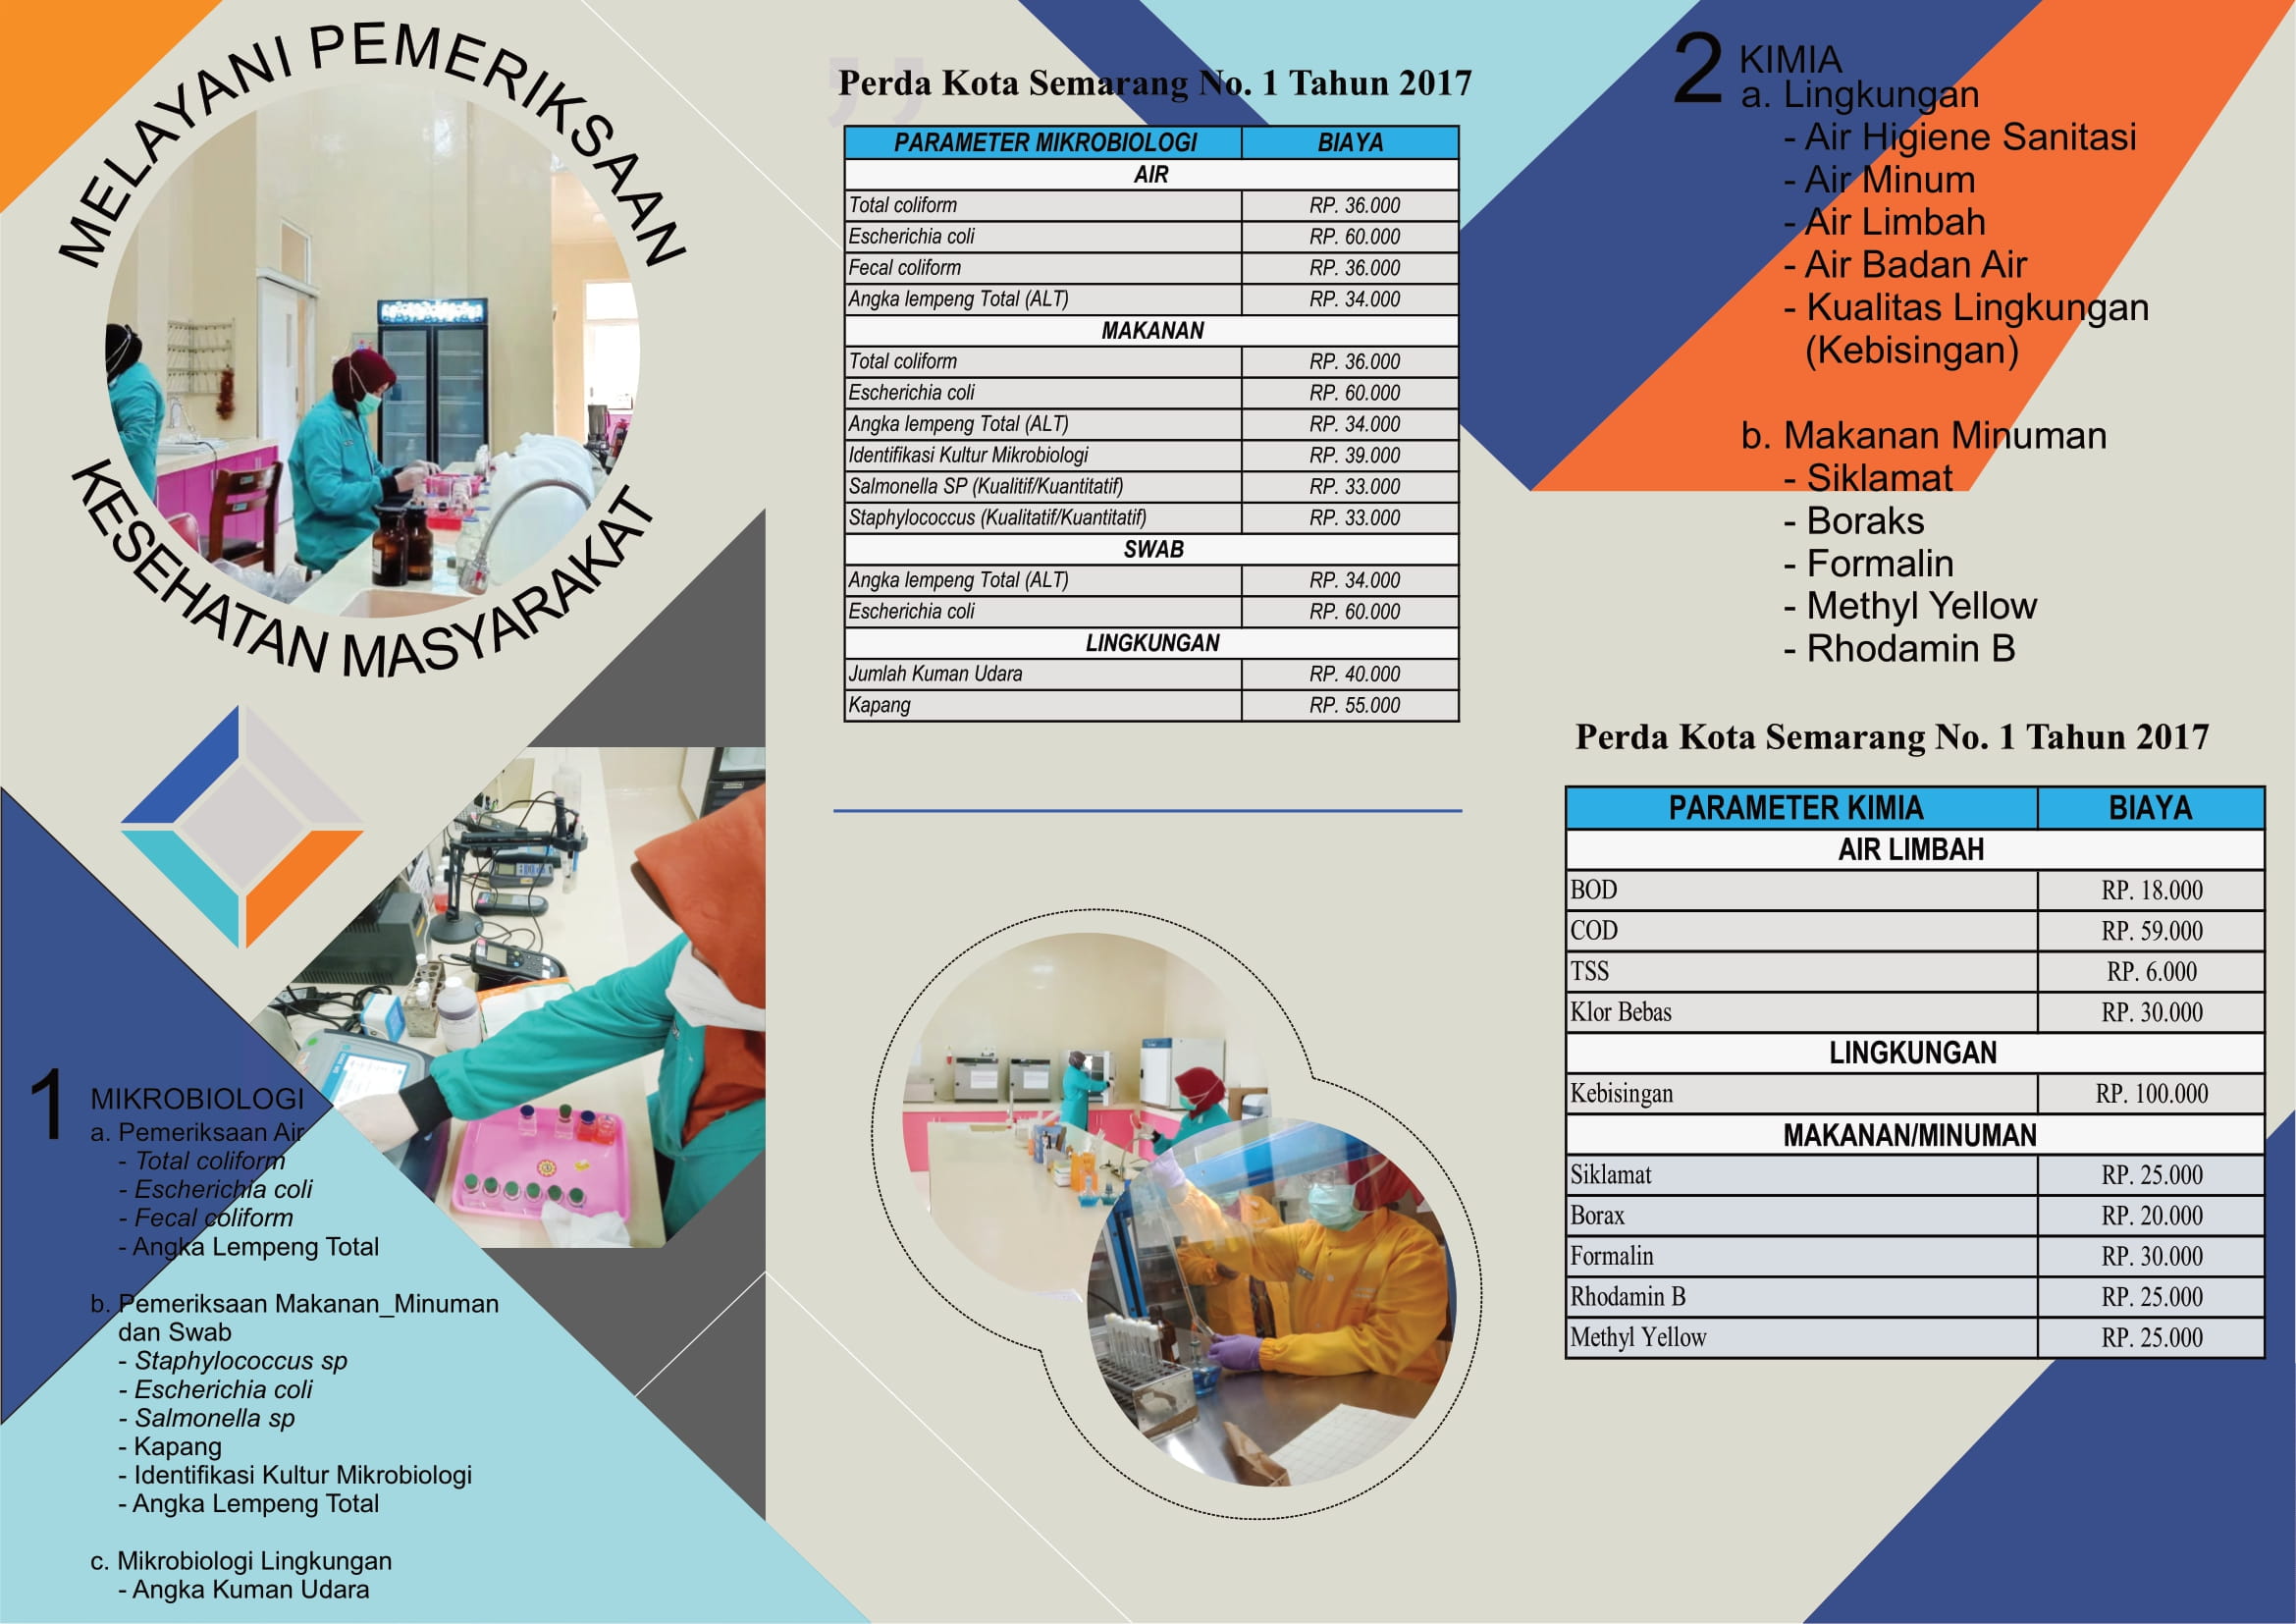 MELAYANI PEMERIKSAAN
KESEHATAN MASYARAKAT
1 MIKROBIOLOGI
a. Pemeriksaan Air
- Total coliform
- Escherichia coli
- Fecal coliform
- Angka Lempeng Total
b. Pemeriksaan Makanan_Minuman
dan Swab
- Staphylococcus sp
- Escherichia coli
- Salmonella sp
- Kapang
- Identifikasi Kultur Mikrobiologi
- Angka Lempeng Total
c. Mikrobiologi Lingkungan
- Angka Kuman Udara
”
Perda Kota Semarang No. 1 Tahun 2017
PARAMETER MIKROBIOLOGI BIAYA
AIR
Total coliform RP. 36.000
Escherichia coli RP. 60.000
Fecal coliform RP. 36.000
Angka lempeng Total (ALT) RP. 34.000
MAKANAN
Total coliform RP. 36.000
Escherichia coli RP. 60.000
Angka lempeng Total (ALT) RP. 34.000
Identifikasi Kultur Mikrobiologi RP. 39.000
Salmonella SP (Kualitif/Kuantitatif) RP. 33.000
Staphylococcus (Kualitatif/Kuantitatif) RP. 33.000
SWAB
Angka lempeng Total (ALT) RP. 34.000
Escherichia coli RP. 60.000
LINGKUNGAN
Jumlah Kuman Udara RP. 40.000
Kapang RP. 55.000
2 KIMIA
a. Lingkungan
- Air Higiene Sanitasi
- Air Minum
- Air Limbah
- Air Badan Air
- Kualitas Lingkungan
(Kebisingan)
b. Makanan Minuman
- Siklamat
- Boraks
- Formalin
- Methyl Yellow
- Rhodamin B
Perda Kota Semarang No. 1 Tahun 2017
PARAMETER KIMIA BIAYA
AIR LIMBAH
BOD RP. 18.000
COD RP. 59.000
TSS RP. 6.000
Klor Bebas RP. 30.000
LINGKUNGAN
Kebisingan RP. 100.000
MAKANAN/MINUMAN
Siklamat RP. 25.000
Borax RP. 20.000
Formalin RP. 30.000
Rhodamin B RP. 25.000
Methyl Yellow RP. 25.000